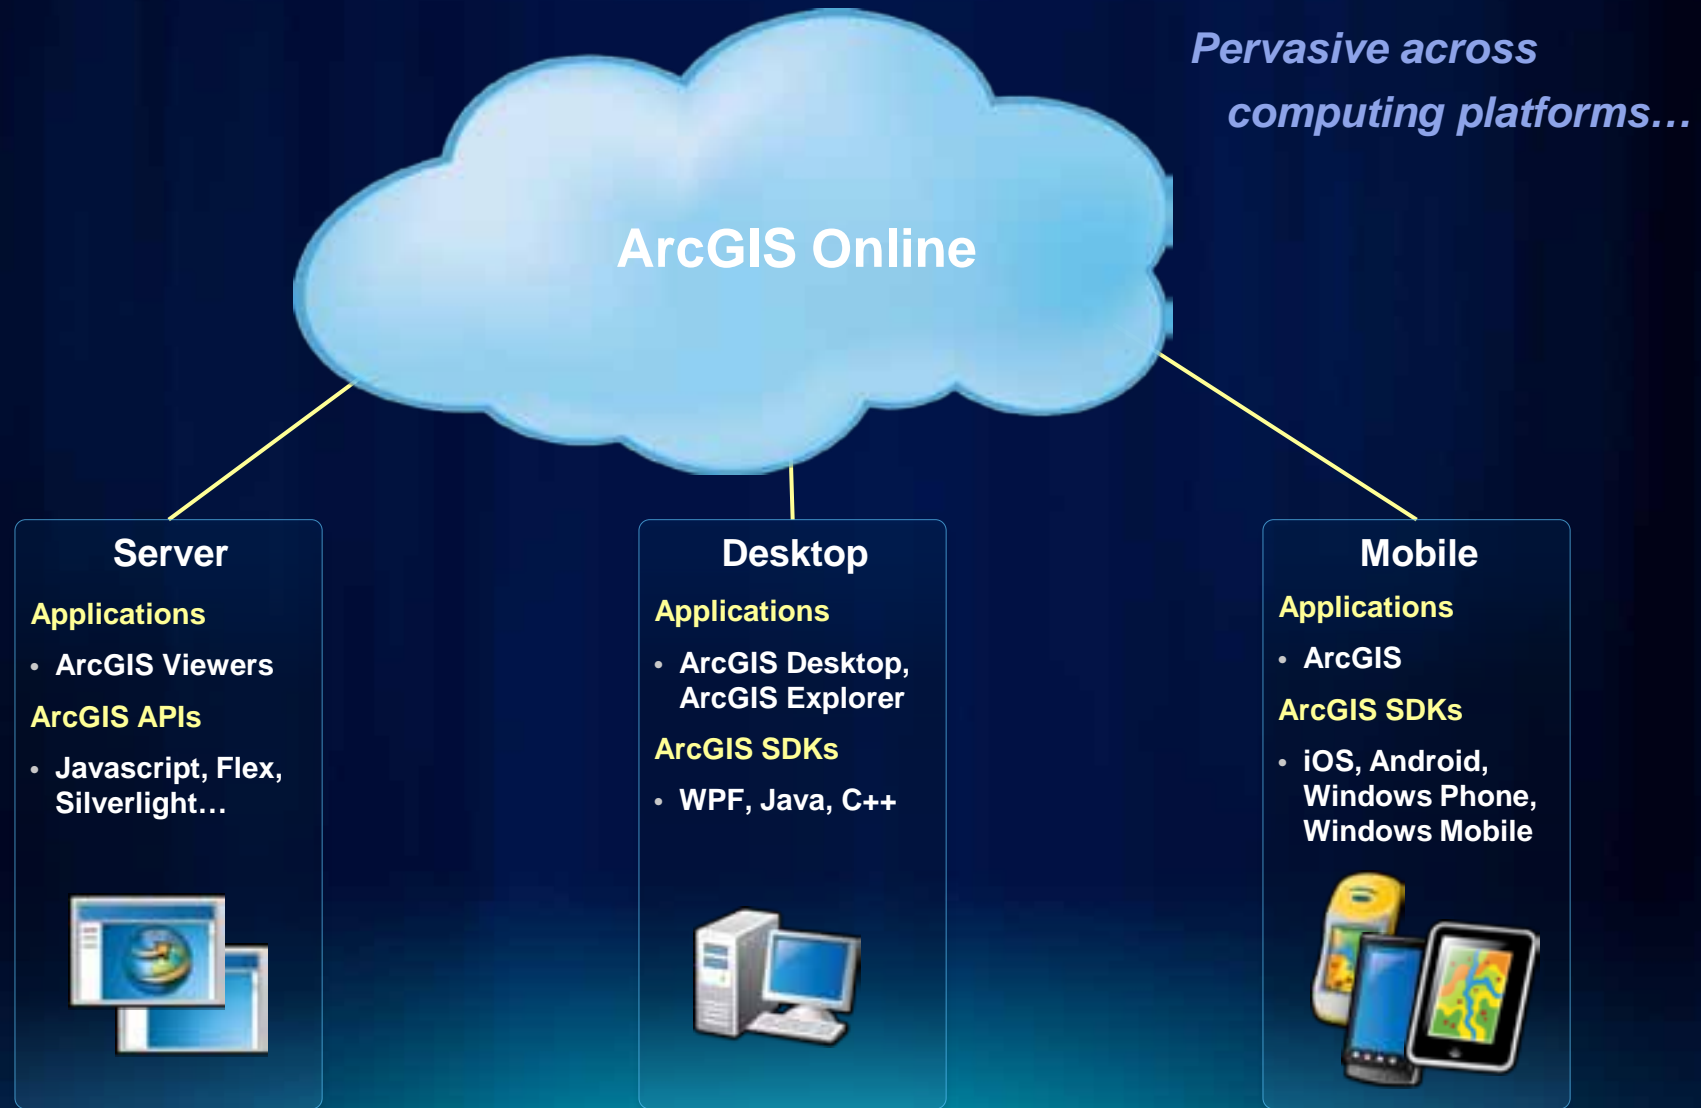 Pervasive across
computing platforms…
ArcGIS Online
Server
Applications
• ArcGIS Viewers
ArcGIS APIs
• Javascript, Flex,
Silverlight…
Desktop
Applications
• ArcGIS Desktop,
ArcGIS Explorer
ArcGIS SDKs
• WPF, Java, C++
Mobile
Applications
• ArcGIS
ArcGIS SDKs
• iOS, Android,
Windows Phone,
Windows Mobile